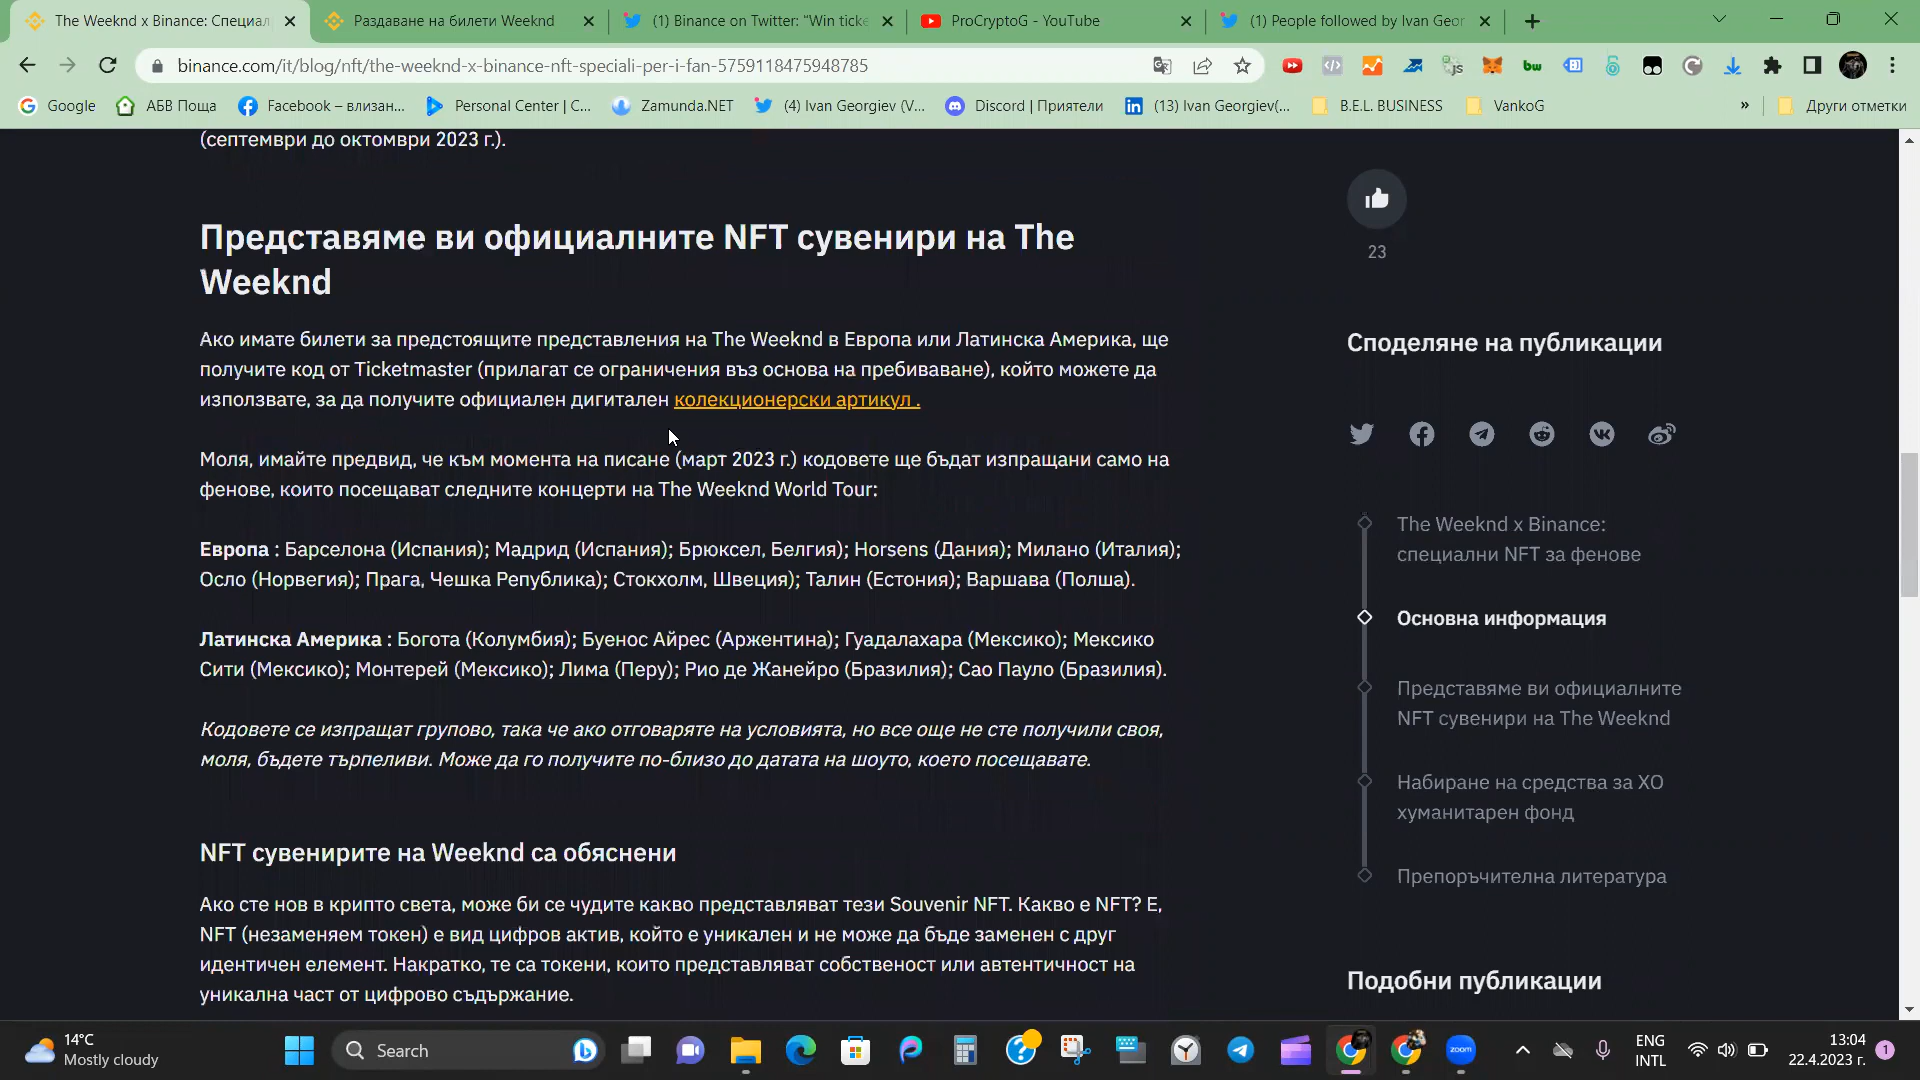 The Weeknd x Binance: Специал
Раздаване на билети Weeknd
(1) Binance on Twitter: "Win ticke
ProCryptoG - YouTube
(1) People followed by Ivan Geor
binance.com/it/blog/nft/the-weeknd-x-binance-nft-speciali-per-i-fan-5759118475948785
Google
АБВ Поща
Facebook – влизан...
Personal Center | C...
Zamunda.NET
(4) Ivan Georgiev (V...
Discord | Приятели
(13) Ivan Georgiev(...
B.E.L. BUSINESS
VankoG
»
Други отметки
(септември до октомври 2023 г.).
Представяме ви официалните NFT сувенири на The
Weeknd
Ако имате билети за предстоящите представления на The Weeknd в Европа или Латинска Америка, ще
получите код от Ticketmaster (прилагат се ограничения въз основа на пребиваване), който можете да
използвате, за да получите официален дигитален колекционерски артикул .
Моля, имайте предвид, че към момента на писане (март 2023 г.) кодовете ще бъдат изпращани само на
фенове, които посещават следните концерти на The Weeknd World Tour:
Европа : Барселона (Испания); Мадрид (Испания); Брюксел, Белгия); Horsens (Дания); Милано (Италия);
Осло (Норвегия); Прага, Чешка Република); Стокхолм, Швеция); Талин (Естония); Варшава (Полша).
Латинска Америка : Богота (Колумбия); Буенос Айрес (Аржентина); Гуадалахара (Мексико); Мексико
Сити (Мексико); Монтерей (Мексико); Лима (Перу); Рио де Жанейро (Бразилия); Сао Пауло (Бразилия).
Кодовете се изпращат групово, така че ако отговаряте на условията, но все още не сте получили своя,
моля, бъдете търпеливи. Може да го получите по-близо до датата на шоуто, което посещавате.
NFT сувенирите на Weeknd са обяснени
Ако сте нов в крипто света, може би се чудите какво представляват тези Souvenir NFT. Какво е NFT? Е,
NFT (незаменяем токен) е вид цифров актив, който е уникален и не може да бъде заменен с друг
идентичен елемент. Накратко, те са токени, които представляват собственост или автентичност на
уникална част от цифрово съдържание.
23
Споделяне на публикации
The Weeknd x Binance:
специални NFT за фенове
Основна информация
Представяме ви официалните
NFT сувенири на The Weeknd
Набиране на средства за XO
хуманитарен фонд
Препоръчителна литература
Подобни публикации
14°C
Mostly cloudy
Search
zoom
ENG
INTL
13:04
22.4.2023 г.
1